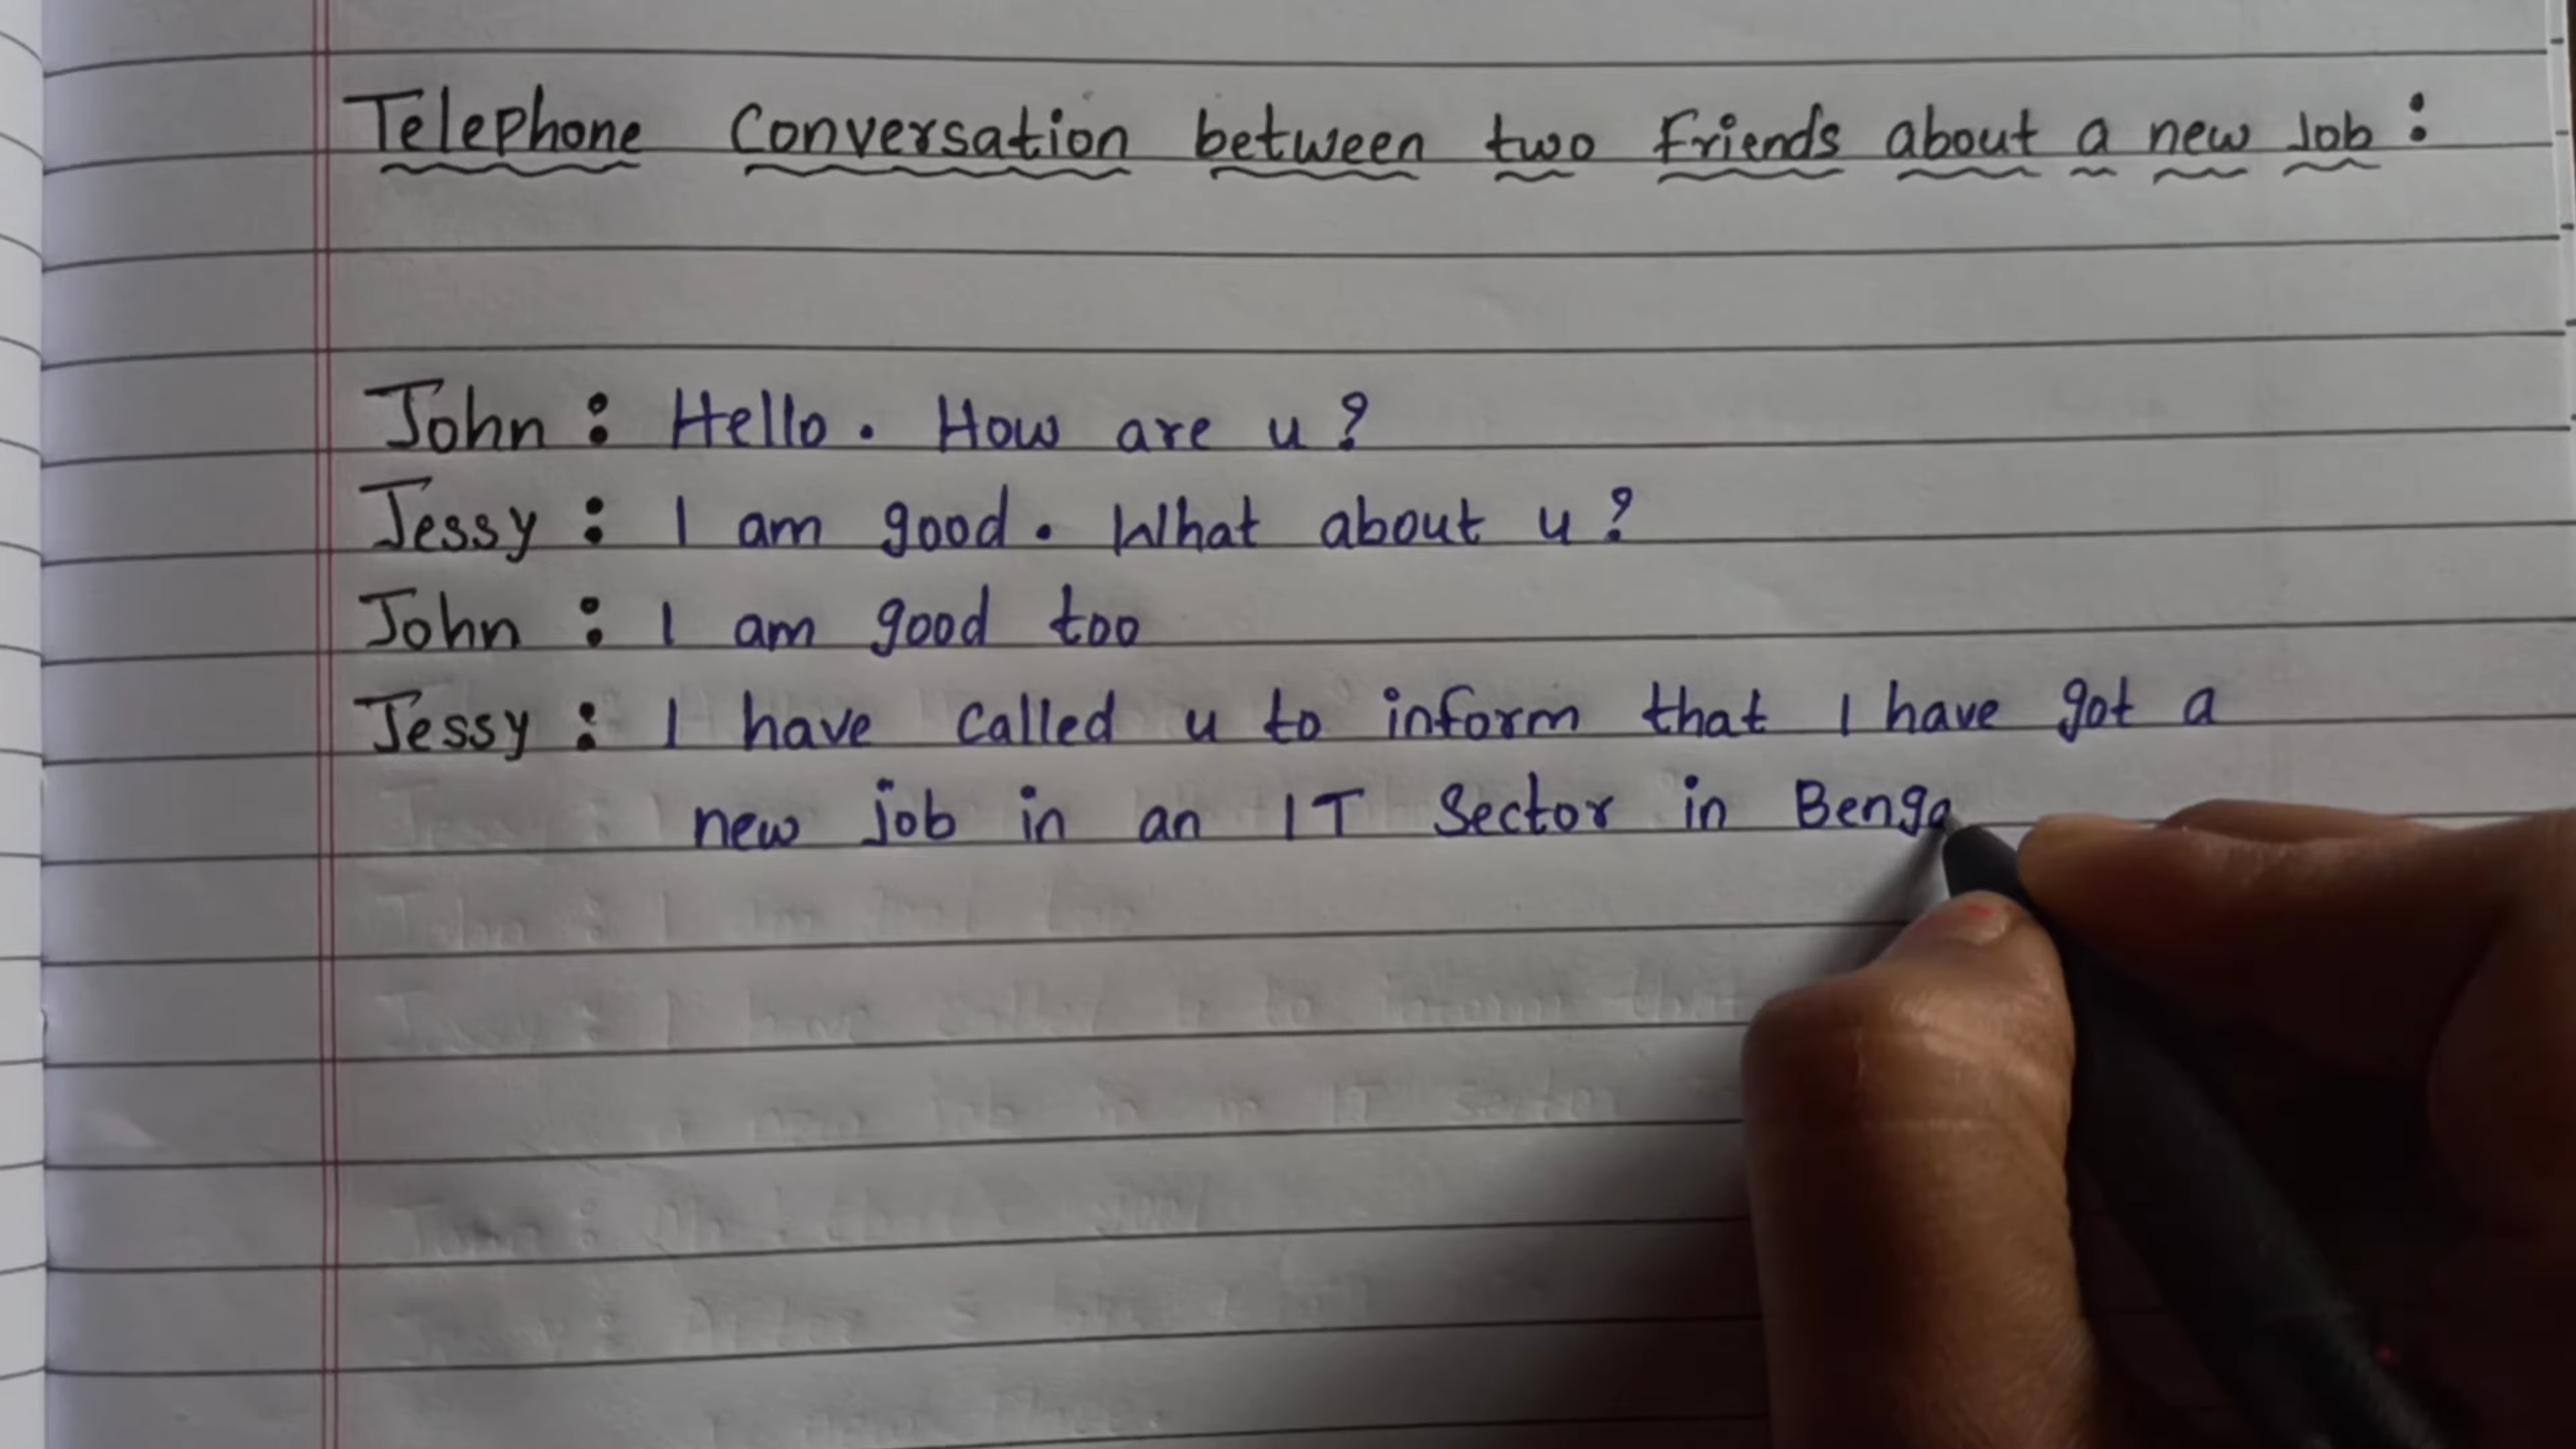 Telephone Conversation between two Friends about a new Job :
John : Hello. How are u ?
Jessy : I am good. What about u ?
John : I am good too
Jessy : I have called u to inform that I have got a
new job in an IT Sector in Benga